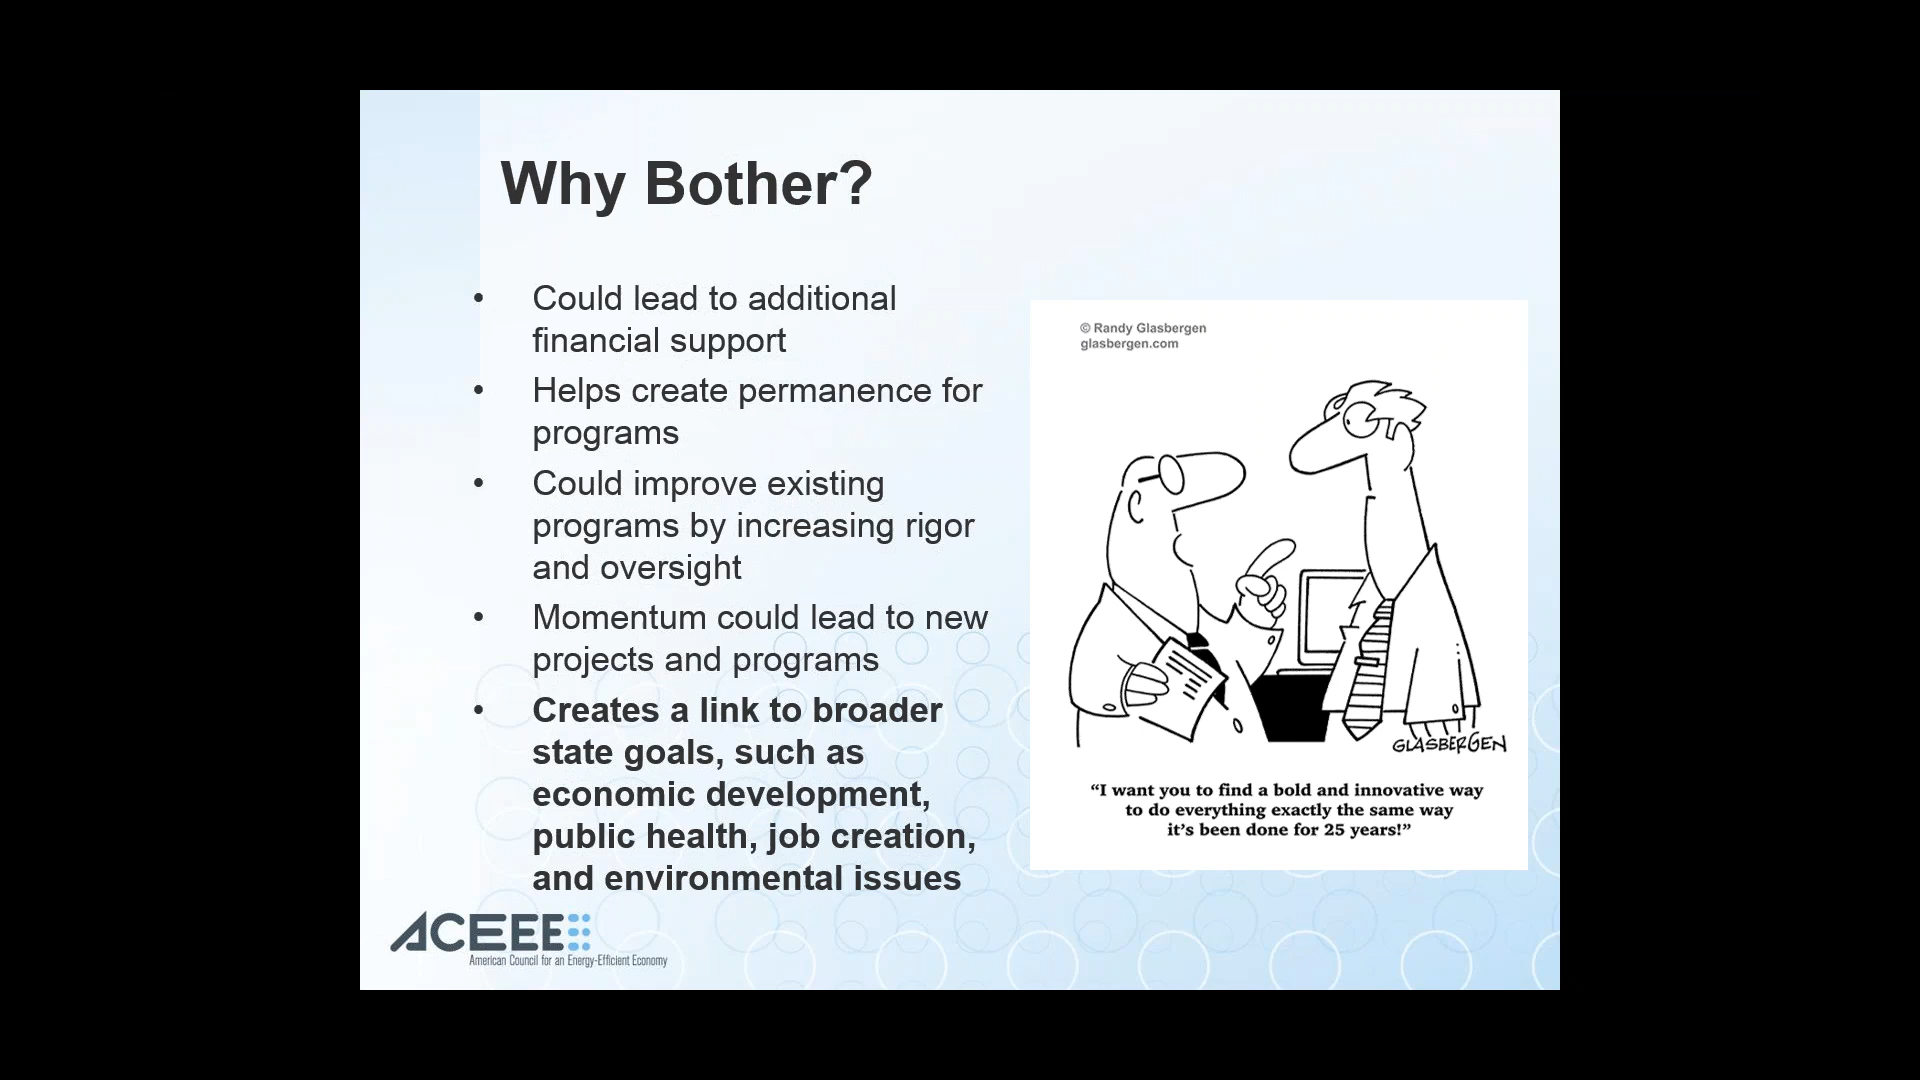 Why Bother?
• Could lead to additional
financial support
• Helps create permanence for
programs
• Could improve existing
programs by increasing rigor
and oversight
• Momentum could lead to new
projects and programs
• Creates a link to broader
state goals, such as
economic development,
public health, job creation,
and environmental issues
© Randy Glasbergen
glasbergen.com
GLASBERGEN
“I want you to find a bold and innovative way
to do everything exactly the same way
it’s been done for 25 years!”
ACEEE
American Council for an Energy-Efficient Economy